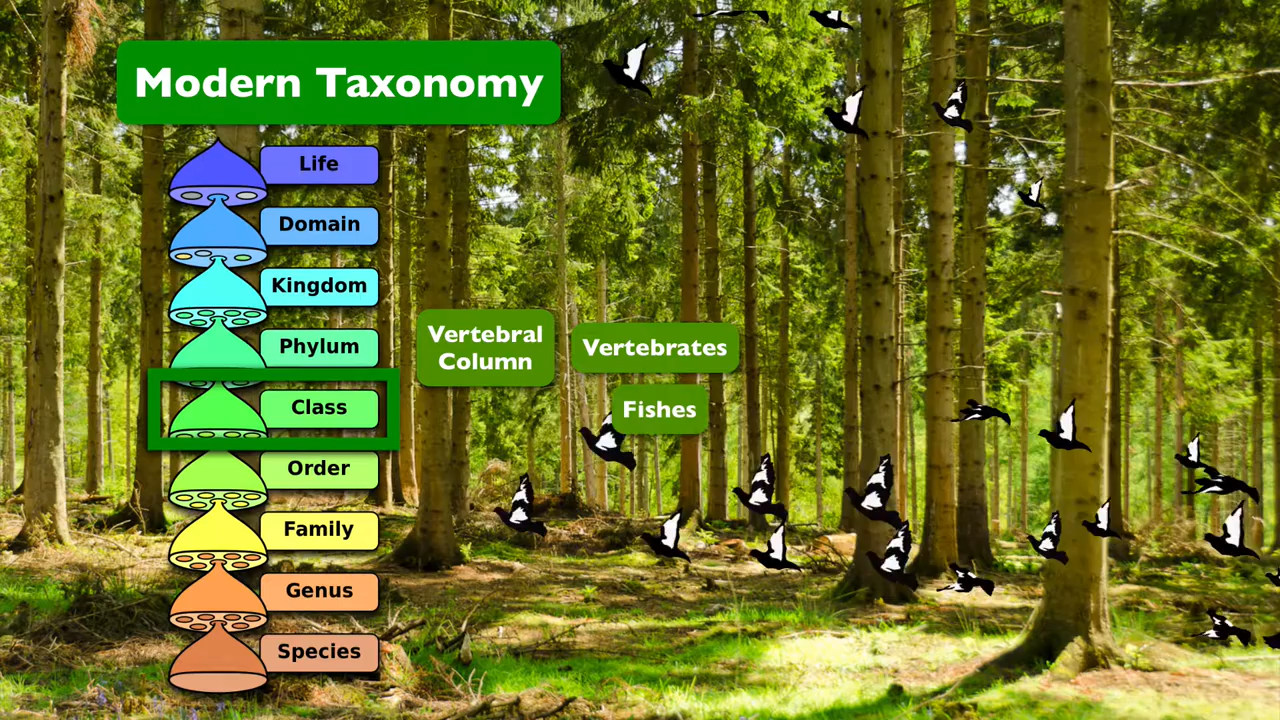 Modern Taxonomy
Life
Domain
Kingdom
Phylum
Vertebral
Column
Vertebrates
Class
Fishes
Order
Family
Genus
Species